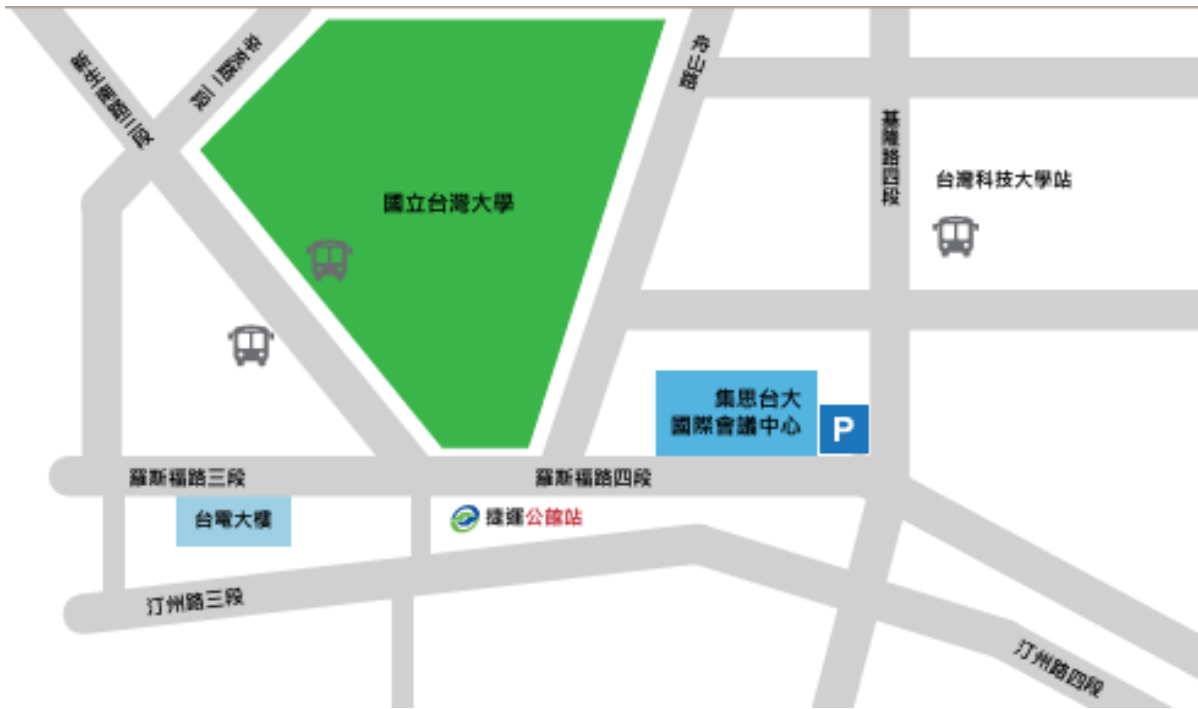 新生南路三段
辛亥路二段
舟山路
國立台灣大學
基隆路四段
台灣科技大學站
集思台大
國際會議中心
P
羅斯福路三段
羅斯福路四段
台電大樓
捷運公館站
汀州路三段
汀州路四段